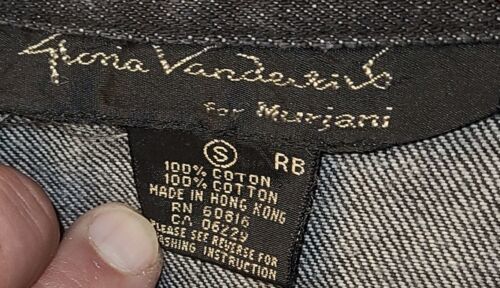 Gloria Vanderbilt
for Murjani
S RB
100% COTON
100% COTTON
MADE IN HONG KONG
RN 60816
CA 06229
PLEASE SEE REVERSE FOR
WASHING INSTRUCTION